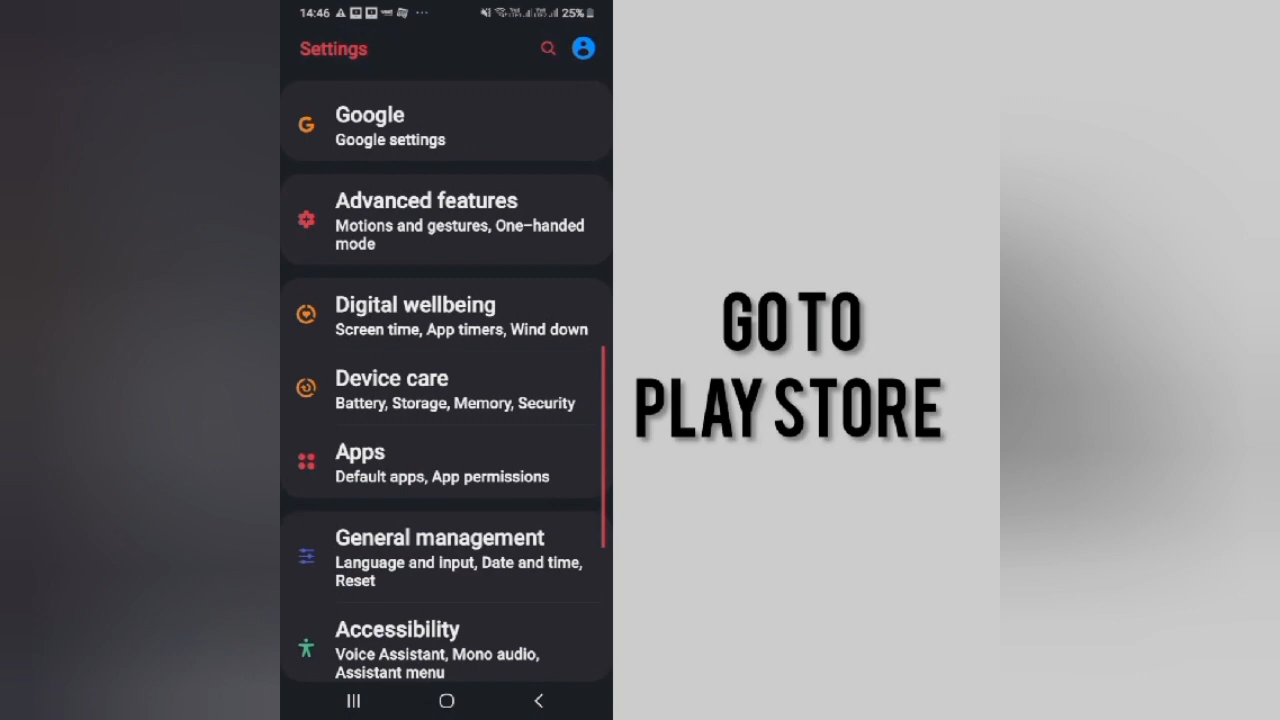 14:46
25%
Settings
Google
Google settings
Advanced features
Motions and gestures, One-handed
mode
Digital wellbeing
Screen time, App timers, Wind down
Device care
Battery, Storage, Memory, Security
Apps
Default apps, App permissions
General management
Language and input, Date and time,
Reset
Accessibility
Voice Assistant, Mono audio,
Assistant menu
GO TO
PLAY STORE